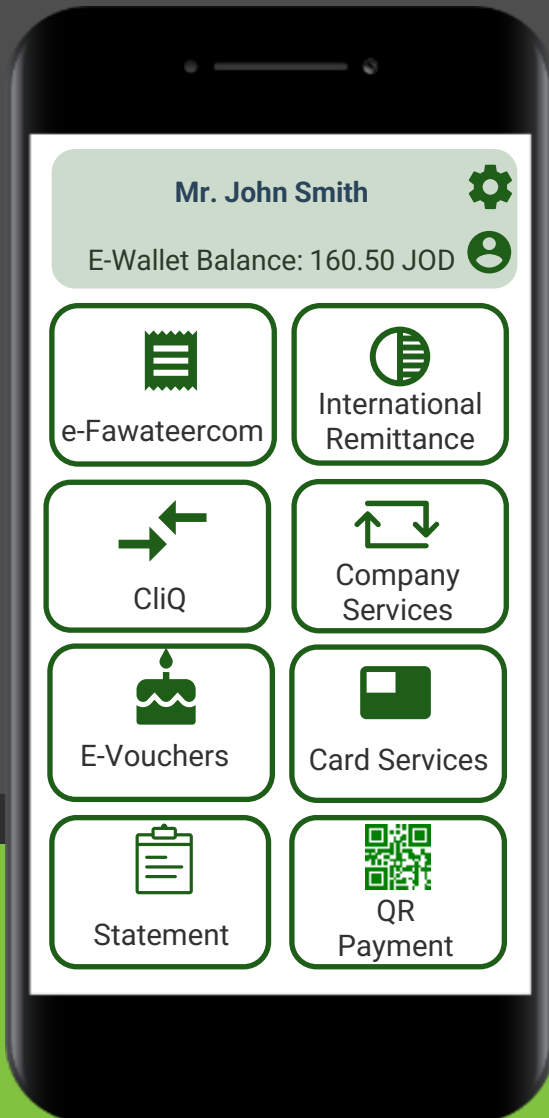 Mr. John Smith
E-Wallet Balance: 160.50 JOD
e-Fawateercom
International
Remittance
CliQ
Company
Services
E-Vouchers
Card Services
Statement
QR
Payment